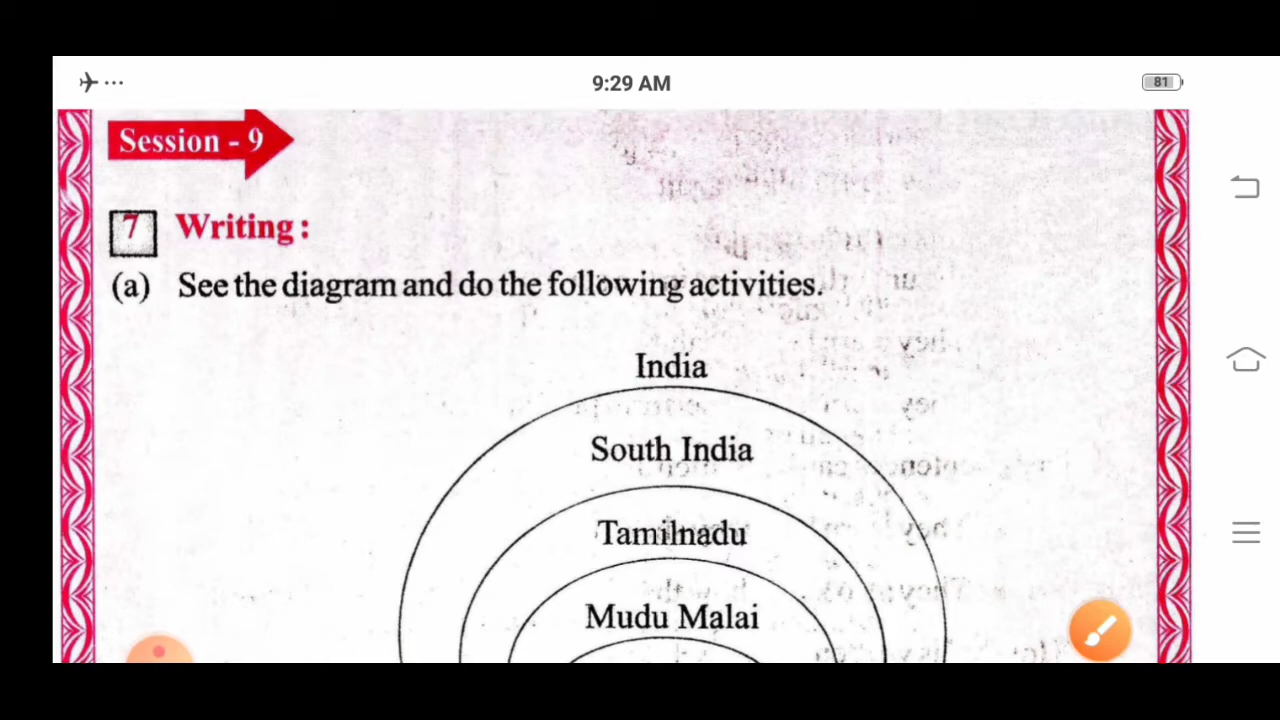 9:29 AM
81
Session - 9
7 Writing :
(a) See the diagram and do the following activities.
India
South India
Tamilnadu
Mudu Malai